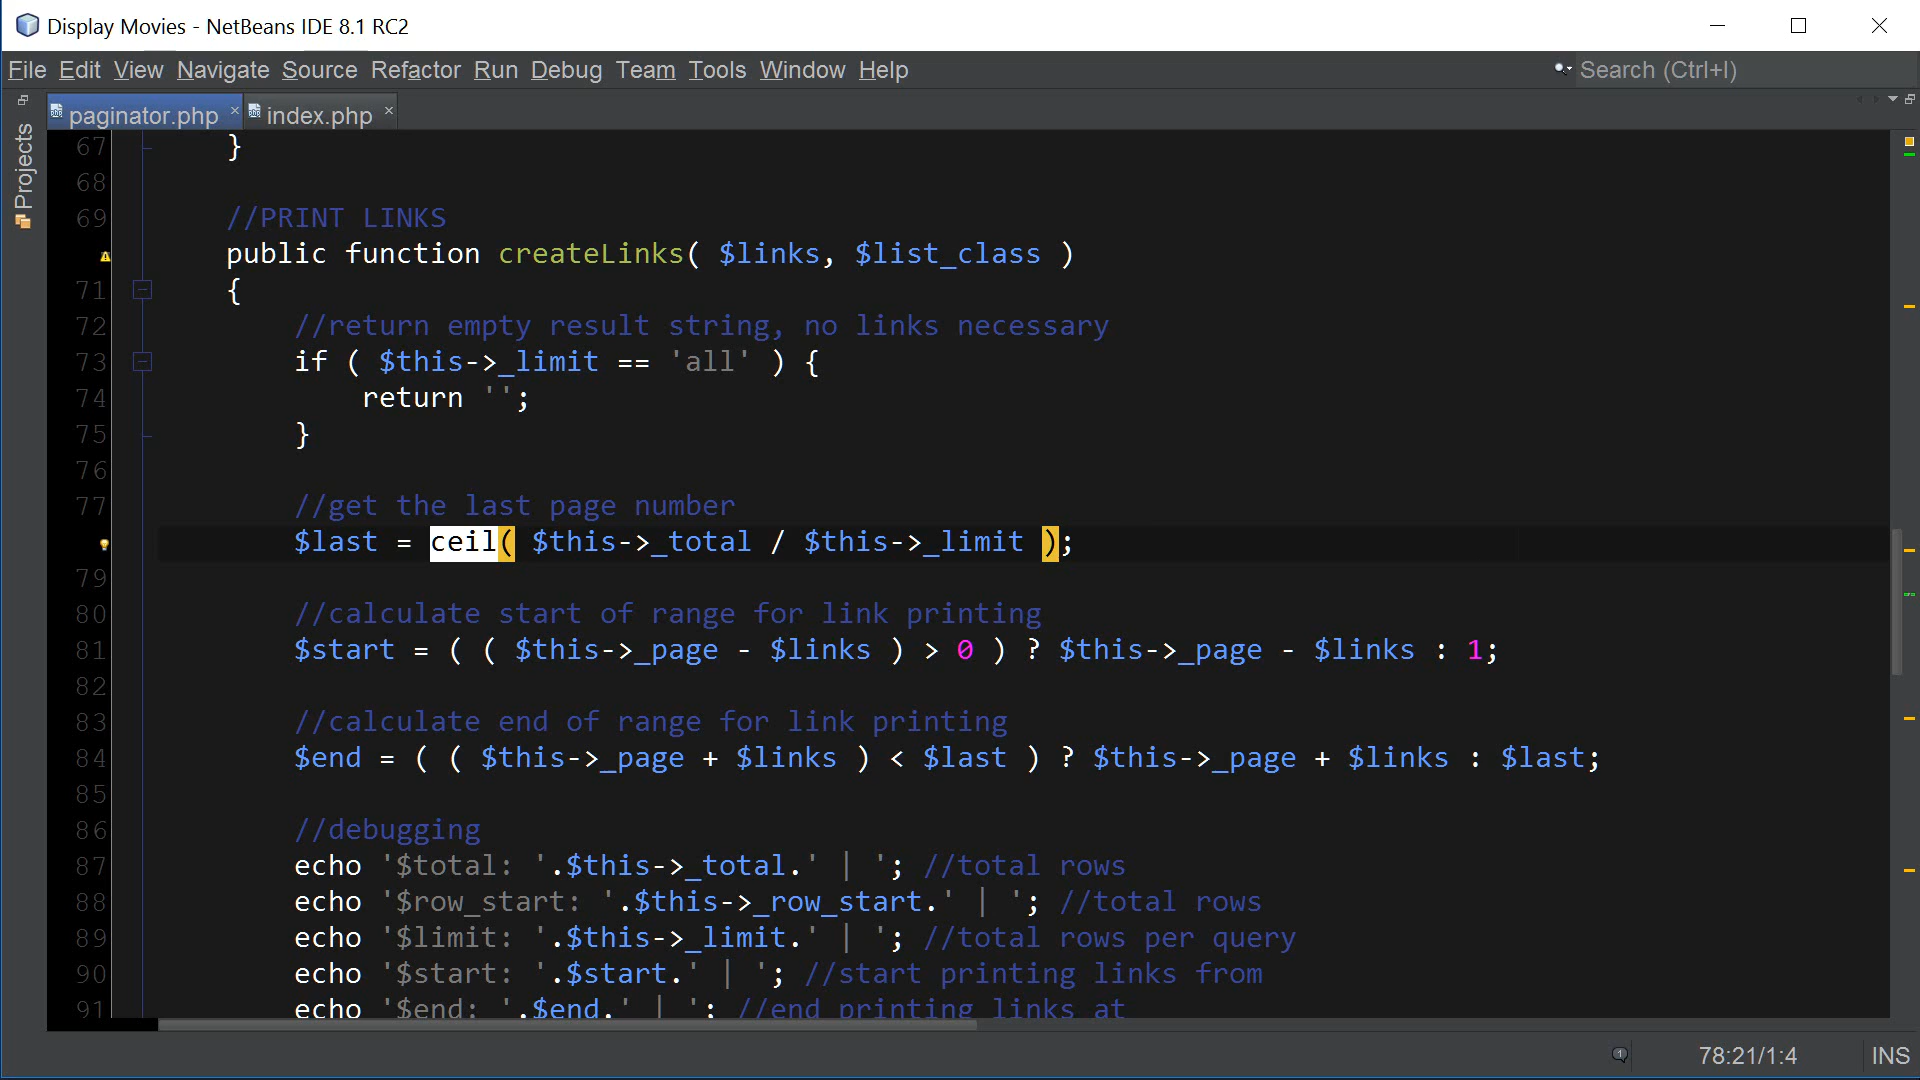 Display Movies - NetBeans IDE 8.1 RC2
File Edit View Navigate Source Refactor Run Debug Team Tools Window Help
Search (Ctrl+I)
Projects
paginator.php
index.php
67 }
68
69 //PRINT LINKS
public function createLinks( $links, $list_class )
71 {
72 //return empty result string, no links necessary
73 if ( $this->_limit == 'all' ) {
74 return '';
75 }
76
77 //get the last page number
$last = ceil( $this->_total / $this->_limit );
79
80 //calculate start of range for link printing
81 $start = ( ( $this->_page - $links ) > 0 ) ? $this->_page - $links : 1;
82
83 //calculate end of range for link printing
84 $end = ( ( $this->_page + $links ) < $last ) ? $this->_page + $links : $last;
85
86 //debugging
87 echo '$total: '.$this->_total.' | '; //total rows
88 echo '$row_start: '.$this->_row_start.' | '; //total rows
89 echo '$limit: '.$this->_limit.' | '; //total rows per query
90 echo '$start: '.$start.' | '; //start printing links from
91 echo '$end: '.$end.' | '; //end printing links at
78:21/1:4
INS